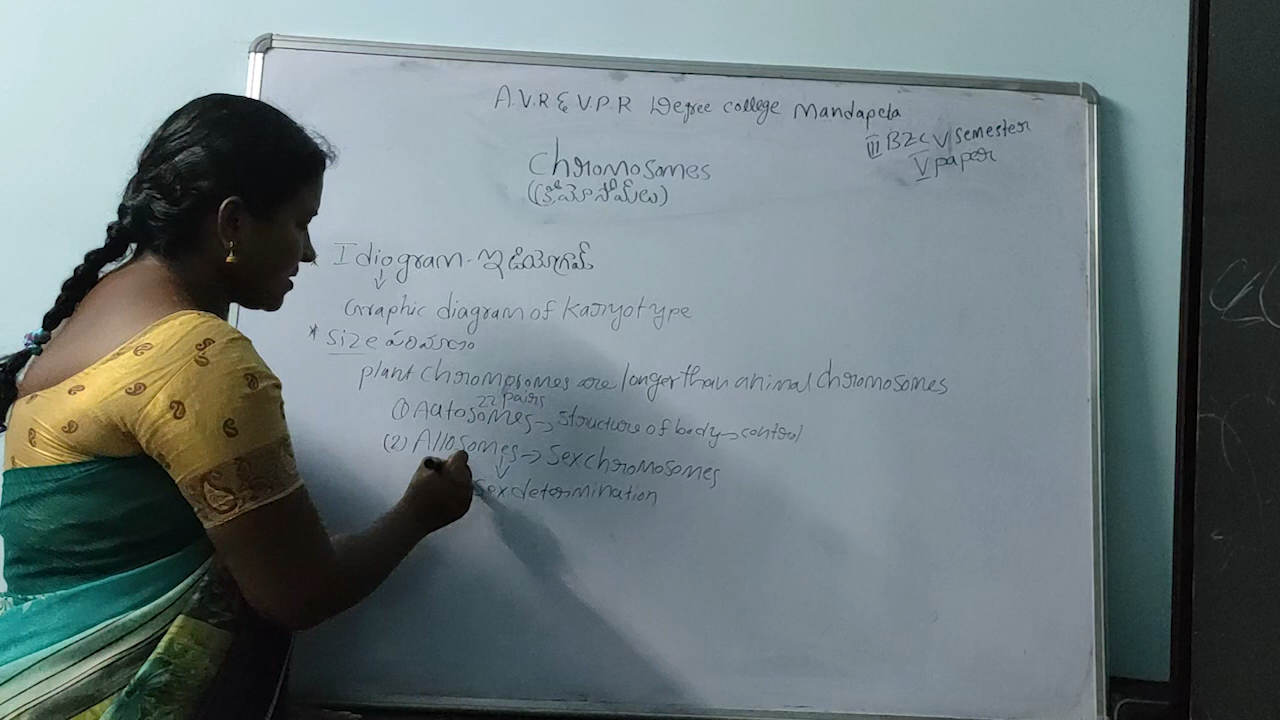 A.V.R & V.P.R Degree college Mandapeta
III BZC V semester
V paper
Chromosomes
(క్రోమోసోమ్‌లు)
* Idiogram - ఇడియోగ్రామ్
Graphic diagram of Karyotype
* Size పరిమాణం
plant chromosomes are longer than animal chromosomes
22 pairs
(1) Autosomes → structure of body → control
(2) Allosomes → Sex chromosomes
Sex determination